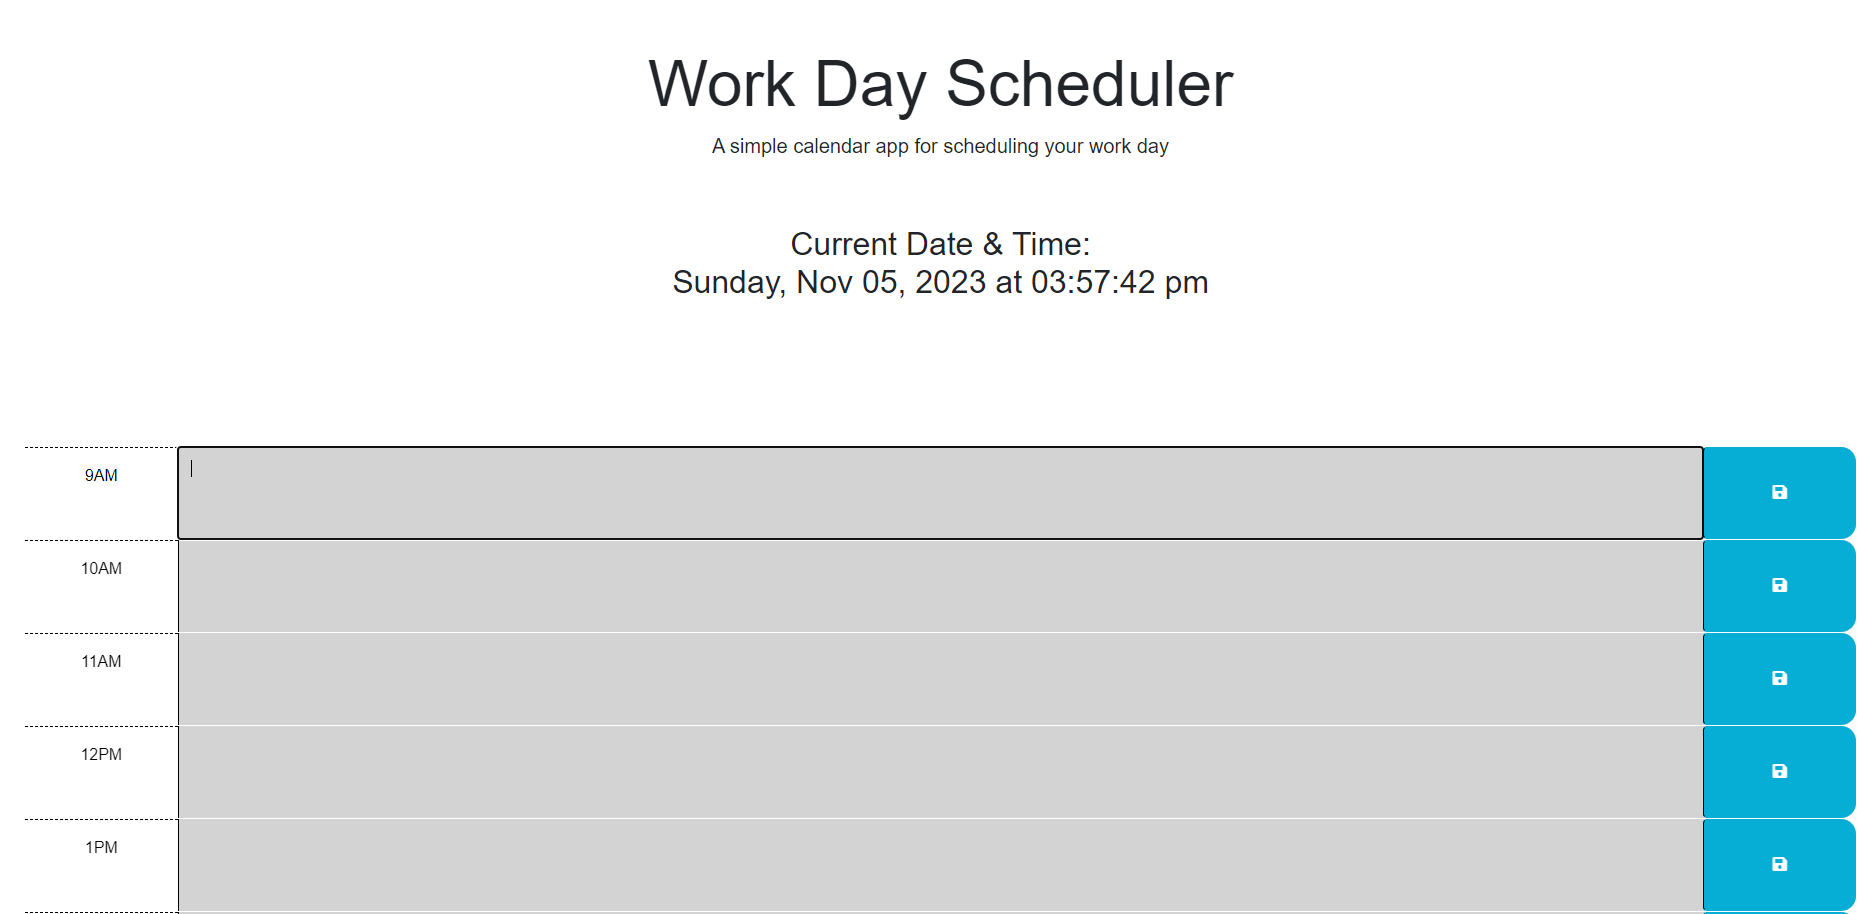 Work Day Scheduler
A simple calendar app for scheduling your work day
Current Date & Time:
Sunday, Nov 05, 2023 at 03:57:42 pm
9AM
10AM
11AM
12PM
1PM